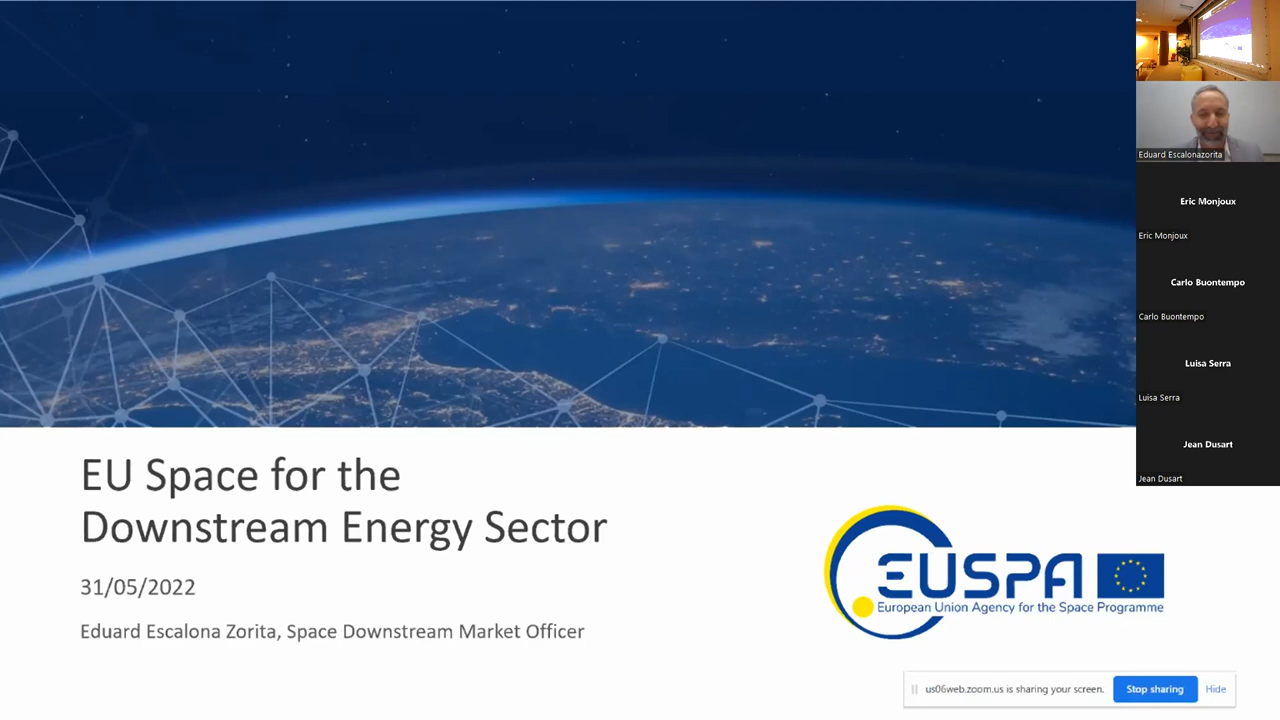 EU Space for the
Downstream Energy Sector
31/05/2022
Eduard Escalona Zorita, Space Downstream Market Officer
EUSPA
European Union Agency for the Space Programme
Eduard Escalonazorita
Eric Monjoux
Eric Monjoux
Carlo Buontempo
Carlo Buontempo
Luisa Serra
Luisa Serra
Jean Dusart
Jean Dusart
us06web.zoom.us is sharing your screen.
Stop sharing
Hide